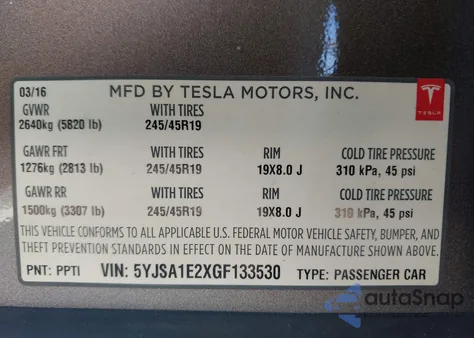 03/16 MFD BY TESLA MOTORS, INC.
GVWR WITH TIRES
2640kg (5820 lb) 245/45R19
TESLA
GAWR FRT WITH TIRES RIM COLD TIRE PRESSURE
1276kg (2813 lb) 245/45R19 19X8.0 J 310 kPa, 45 psi
GAWR RR WITH TIRES RIM COLD TIRE PRESSURE
1500kg (3307 lb) 245/45R19 19X8.0 J 310 kPa, 45 psi
THIS VEHICLE CONFORMS TO ALL APPLICABLE U.S. FEDERAL MOTOR VEHICLE SAFETY, BUMPER, AND
THEFT PREVENTION STANDARDS IN EFFECT ON THE DATE OF MANUFACTURE SHOWN ABOVE.
PNT: PPTI VIN: 5YJSA1E2XGF133530 TYPE: PASSENGER CAR
autoSnap